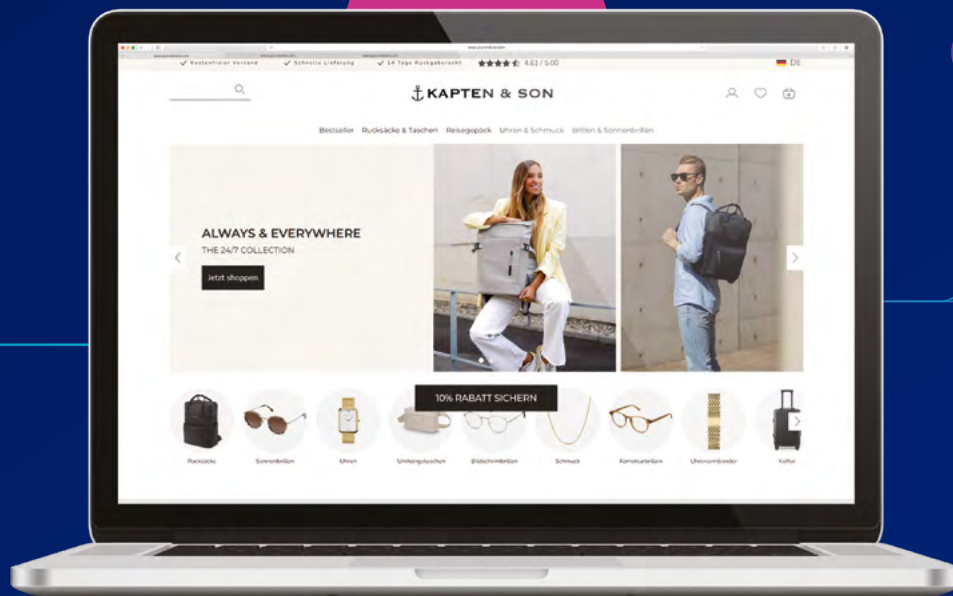 Kostenfreier Versand
Schnelle Lieferung
14 Tage Rückgaberecht
4.61 / 5.00
DE
KAPTEN & SON
Bestseller Rucksäcke & Taschen Reisegepäck Uhren & Schmuck Brillen & Sonnenbrillen
ALWAYS & EVERYWHERE
THE 24/7 COLLECTION
Jetzt shoppen
10% RABATT SICHERN
Rucksäcke
Sonnenbrillen
Uhren
Umhängetaschen
Bildschirmbrillen
Schmuck
Korrekturbrillen
Uhrenarmbänder
Koffer